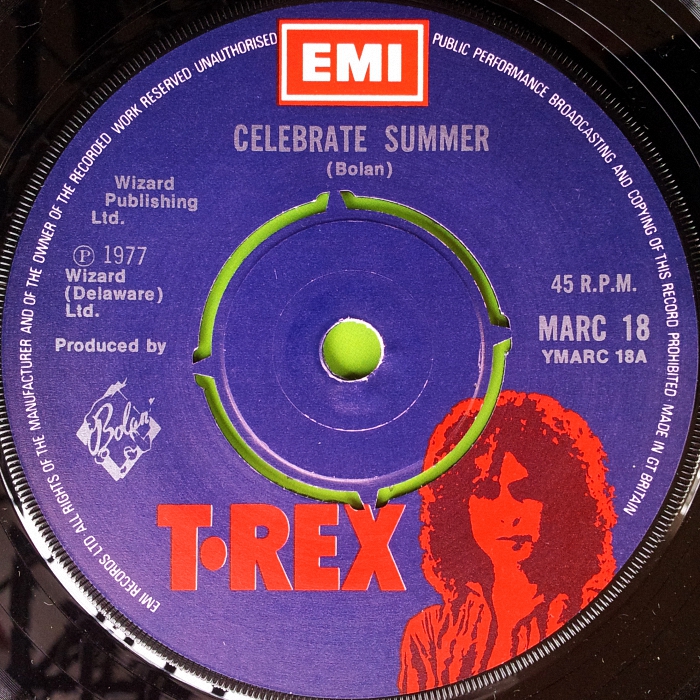 EMI
EMI RECORDS LTD ALL RIGHTS OF THE MANUFACTURER AND OF THE OWNER OF THE RECORDED WORK RESERVED UNAUTHORISED PUBLIC PERFORMANCE BROADCASTING AND COPYING OF THIS RECORD PROHIBITED MADE IN GT BRITAIN
CELEBRATE SUMMER
(Bolan)
Wizard
Publishing
Ltd.
℗ 1977
Wizard
(Delaware)
Ltd.
Produced by
Bolan
45 R.P.M.
MARC 18
YMARC 18A
T·REX